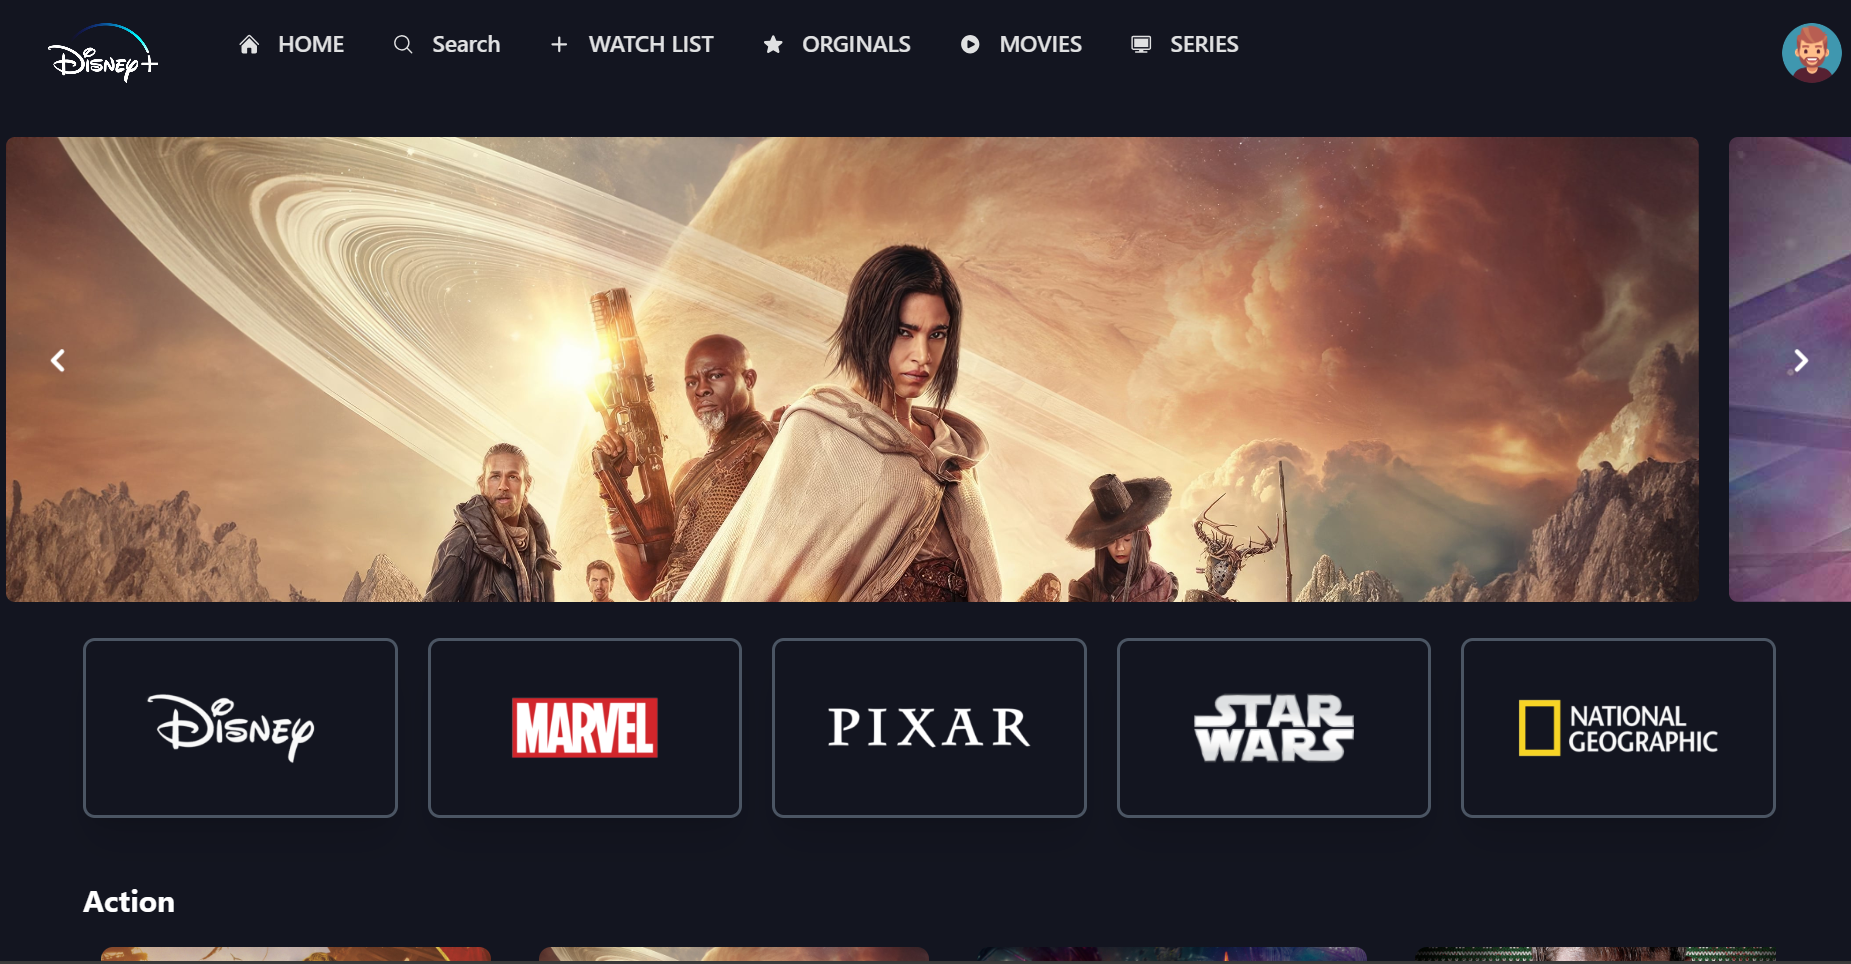 Disney+
HOME
Search
WATCH LIST
ORGINALS
MOVIES
SERIES
Disney
MARVEL
PIXAR
STAR
WARS
NATIONAL
GEOGRAPHIC
Action